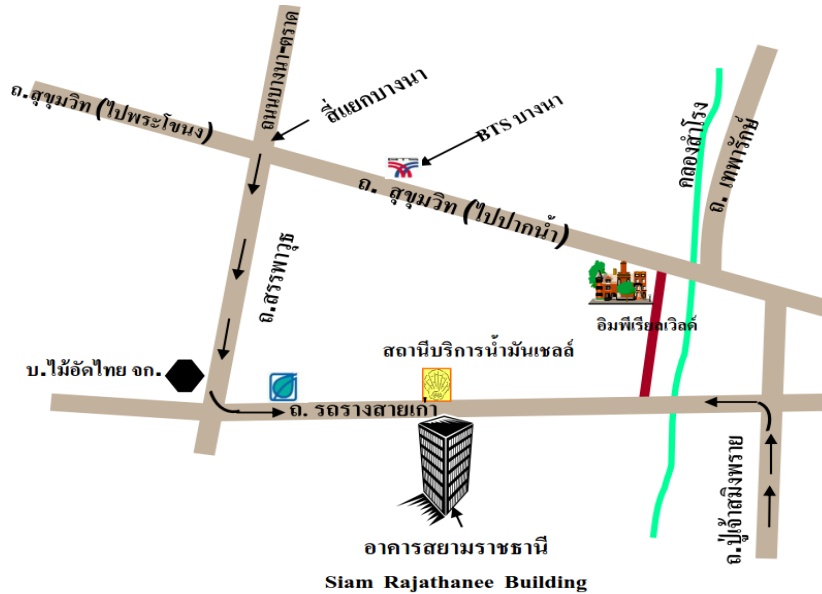 ถนนบางนา-ตราด
สี่แยกบางนา
ถ.สุขุมวิท (ไปพระโขนง)
BTS บางนา
คลองสำโรง
ถ. เทพารักษ์
ถ. สุขุมวิท (ไปปากน้ำ)
ถ.สรรพาวุธ
อิมพีเรียลเวิลด์
สถานีบริการน้ำมันเชลล์
บ.ไม้อัดไทย จก.
ถ. รถรางสายเก่า
ถ.ปู่เจ้าสมิงพราย
อาคารสยามราชธานี
Siam Rajathanee Building